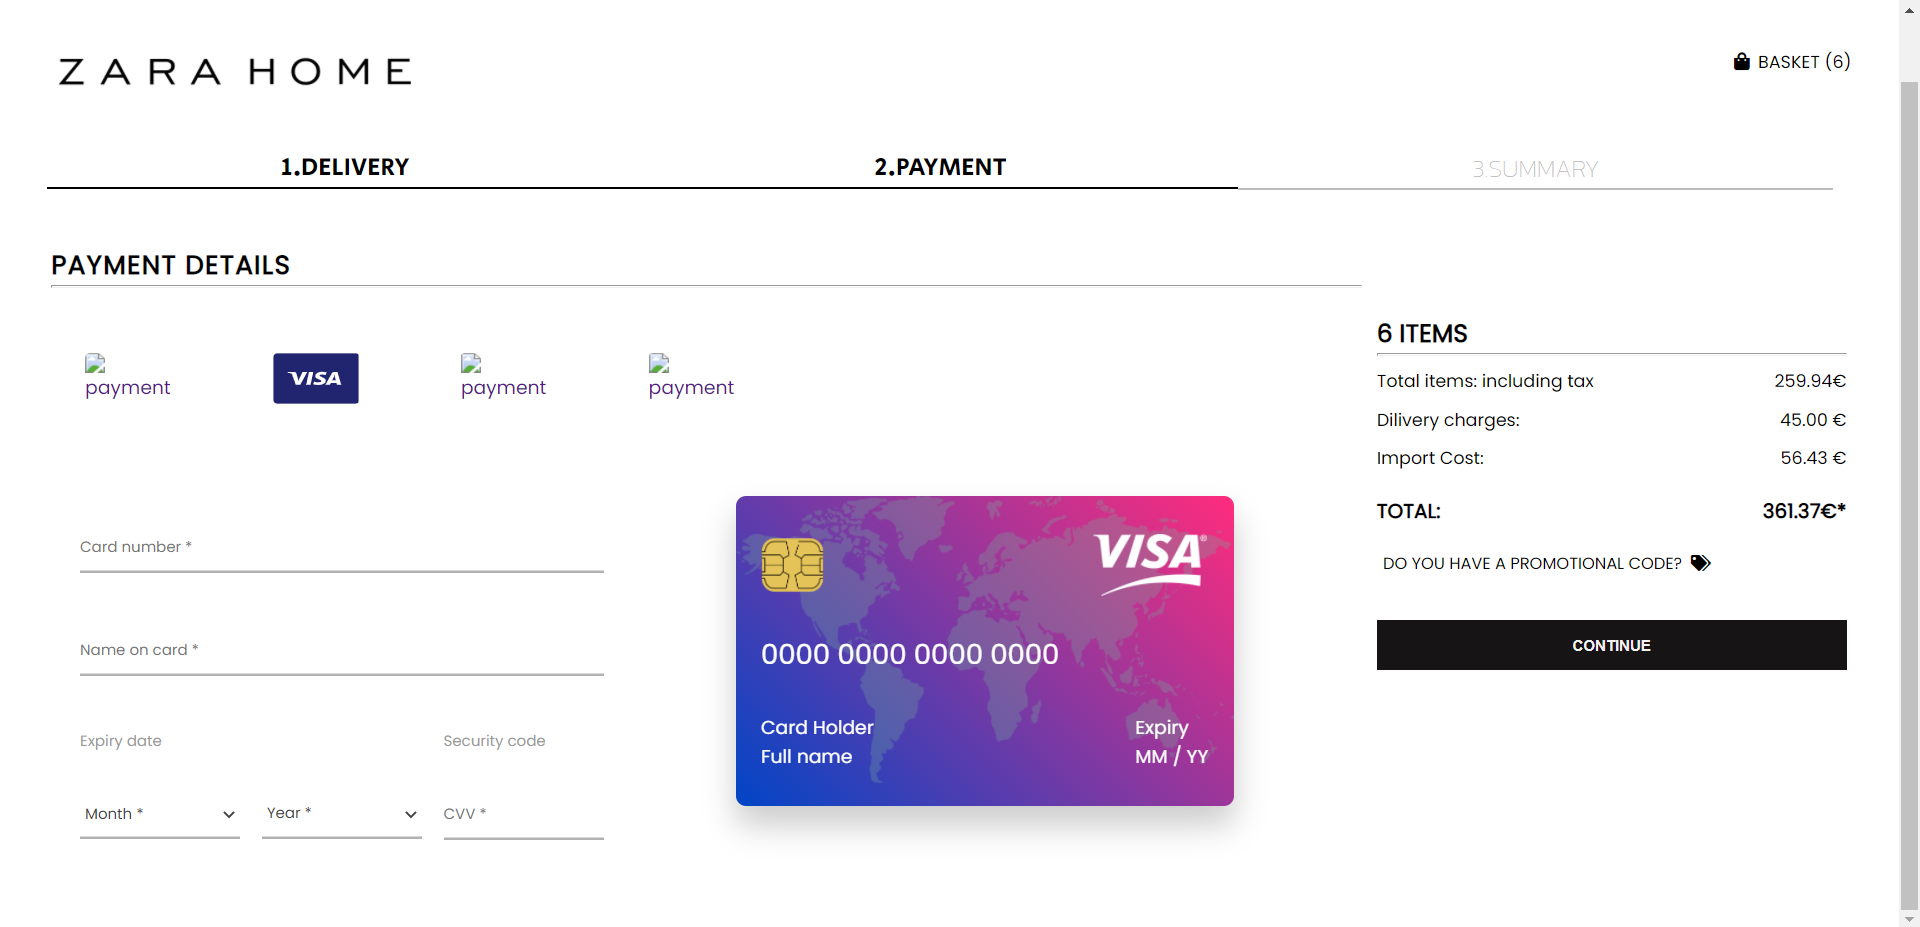 ZARA HOME
BASKET (6)
1.DELIVERY
2.PAYMENT
3.SUMMARY
PAYMENT DETAILS
payment
VISA
payment
payment
Card number *
Name on card *
Expiry date
Security code
Month *
Year *
CVV *
VISA®
0000 0000 0000 0000
Card Holder
Full name
Expiry
MM / YY
6 ITEMS
Total items: including tax 259.94€
Dilivery charges: 45.00 €
Import Cost: 56.43 €
TOTAL: 361.37€*
DO YOU HAVE A PROMOTIONAL CODE?
CONTINUE